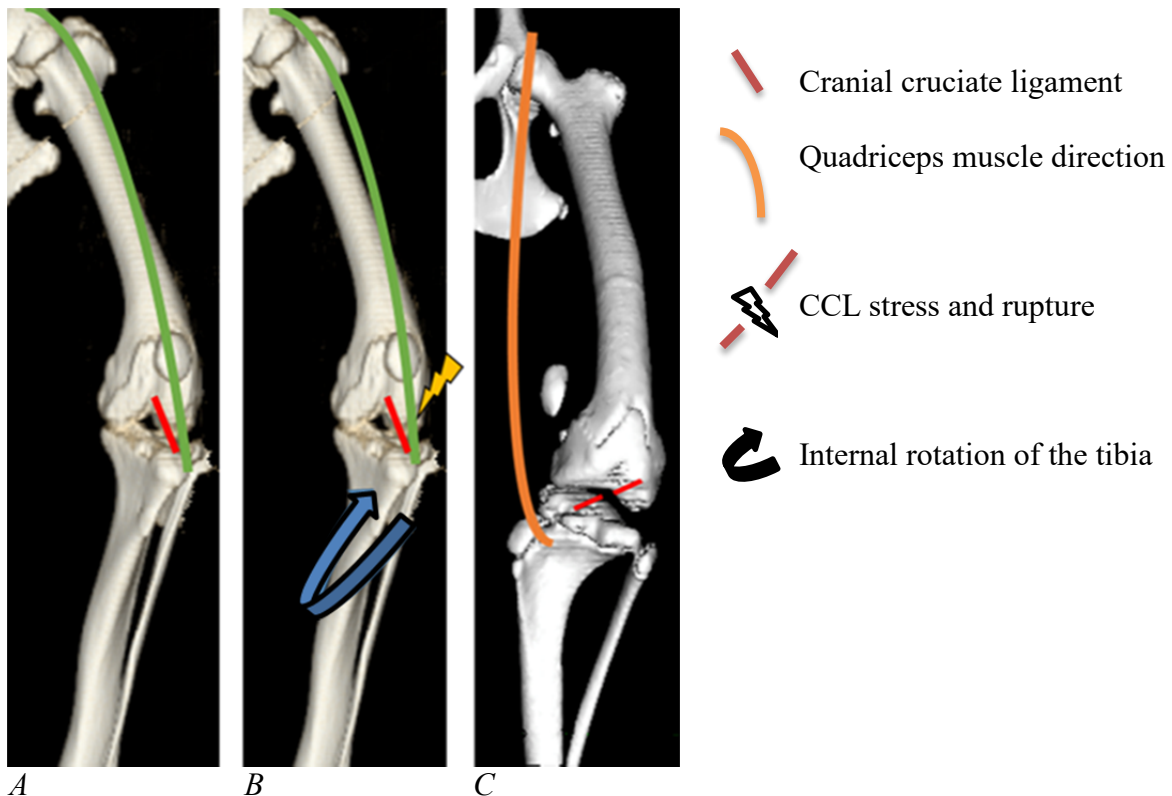 Cranial cruciate ligament
Quadriceps muscle direction
CCL stress and rupture
Internal rotation of the tibia
A
B
C